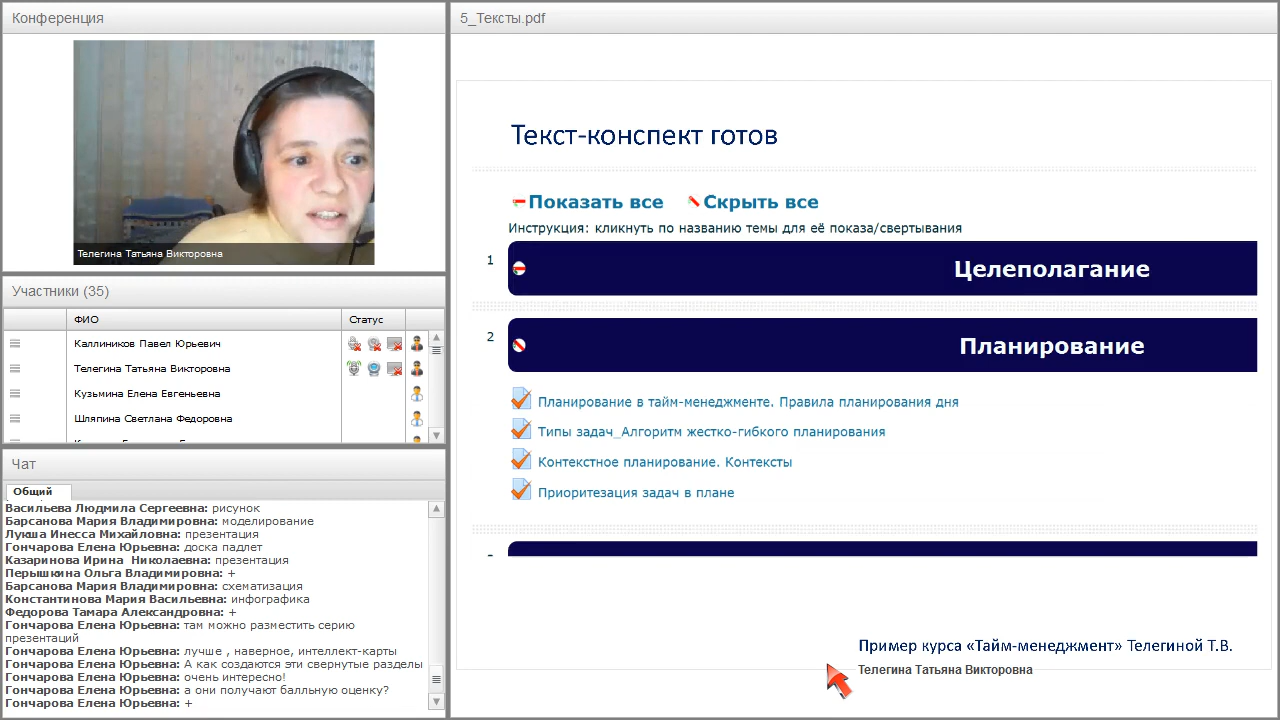 Конференция
Телегина Татьяна Викторовна
Участники (35)
ФИО Статус
Каллиников Павел Юрьевич
Телегина Татьяна Викторовна
Кузьмина Елена Евгеньевна
Шляпина Светлана Федоровна
Чат
Общий
Васильева Людмила Сергеевна: рисунок
Барсанова Мария Владимировна: моделирование
Лукша Инесса Михайловна: презентация
Гончарова Елена Юрьевна: доска падлет
Казаринова Ирина Николаевна: презентация
Перышкина Ольга Владимировна: +
Барсанова Мария Владимировна: схематизация
Константинова Мария Васильевна: инфографика
Федорова Тамара Александровна: +
Гончарова Елена Юрьевна: там можно разместить серию
презентаций
Гончарова Елена Юрьевна: лучше , наверное, интеллект-карты
Гончарова Елена Юрьевна: А как создаются эти свернутые разделы
Гончарова Елена Юрьевна: очень интересно!
Гончарова Елена Юрьевна: а они получают балльную оценку?
Гончарова Елена Юрьевна: +
5_Тексты.pdf
Текст-конспект готов
Показать все Скрыть все
Инструкция: кликнуть по названию темы для её показа/свертывания
1 Целеполагание
2 Планирование
Планирование в тайм-менеджменте. Правила планирования дня
Типы задач_Алгоритм жестко-гибкого планирования
Контекстное планирование. Контексты
Приоритезация задач в плане
Пример курса «Тайм-менеджмент» Телегиной Т.В.
Телегина Татьяна Викторовна